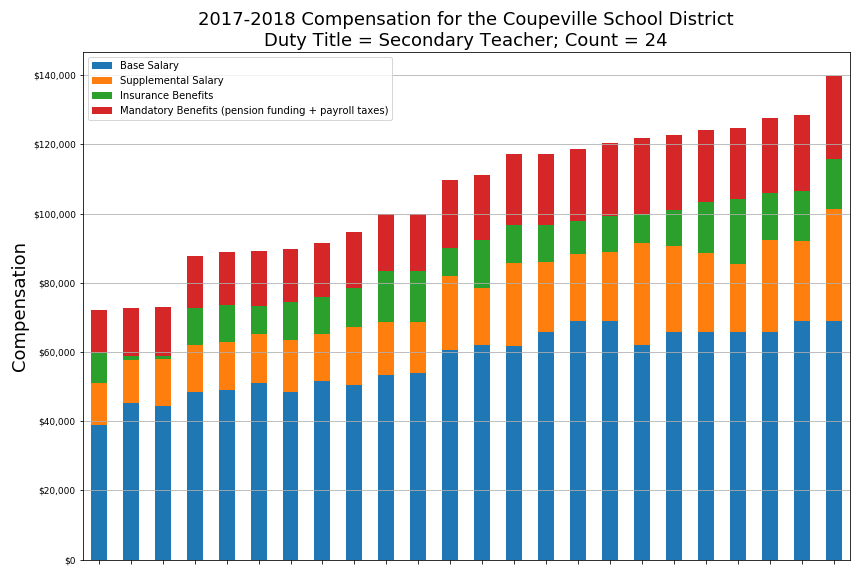 2017-2018 Compensation for the Coupeville School District
Duty Title = Secondary Teacher; Count = 24
Base Salary
Supplemental Salary
Insurance Benefits
Mandatory Benefits (pension funding + payroll taxes)
$140,000
$120,000
$100,000
$80,000
$60,000
$40,000
$20,000
$0
Compensation